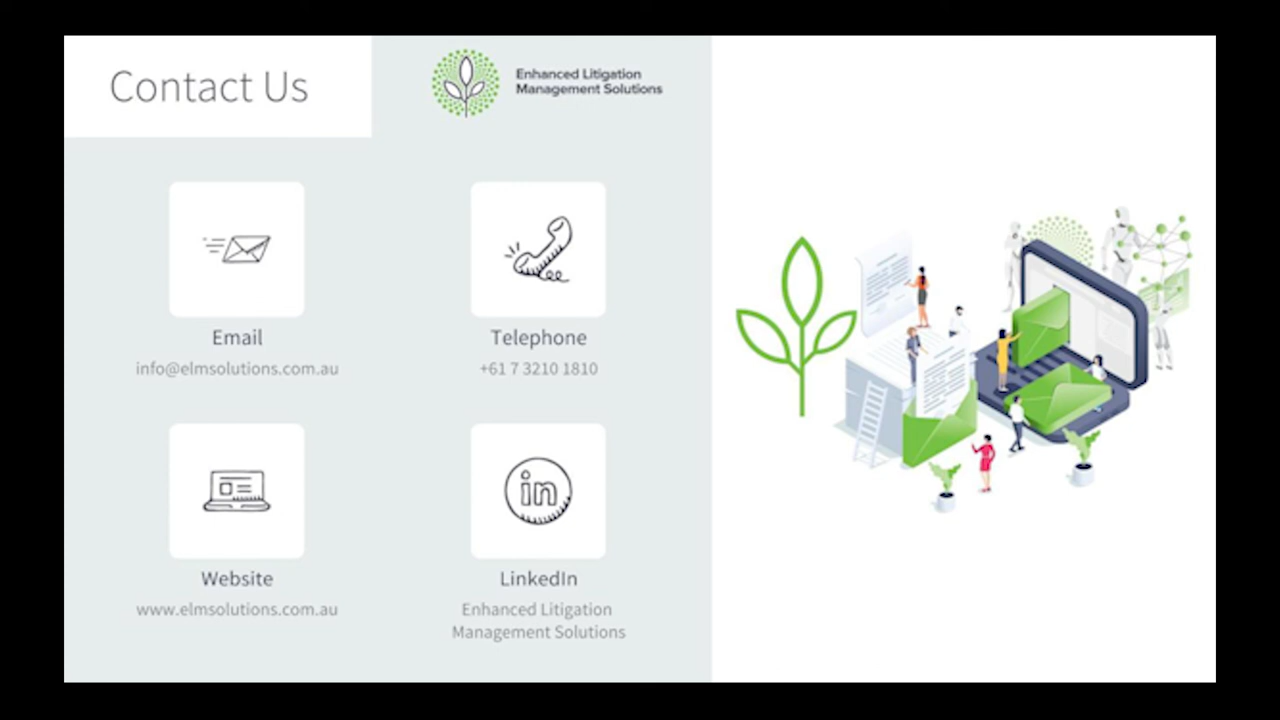 Contact Us
Enhanced Litigation
Management Solutions
Email
info@elmsolutions.com.au
Telephone
+61 7 3210 1810
Website
www.elmsolutions.com.au
in
LinkedIn
Enhanced Litigation
Management Solutions